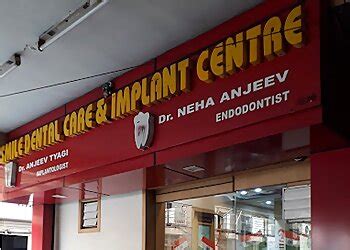 SMILE DENTAL CARE & IMPLANT CENTRE
Dr. ANJEEV TYAGI
IMPLANTOLOGIST
Dr. NEHA ANJEEV
ENDODONTIST